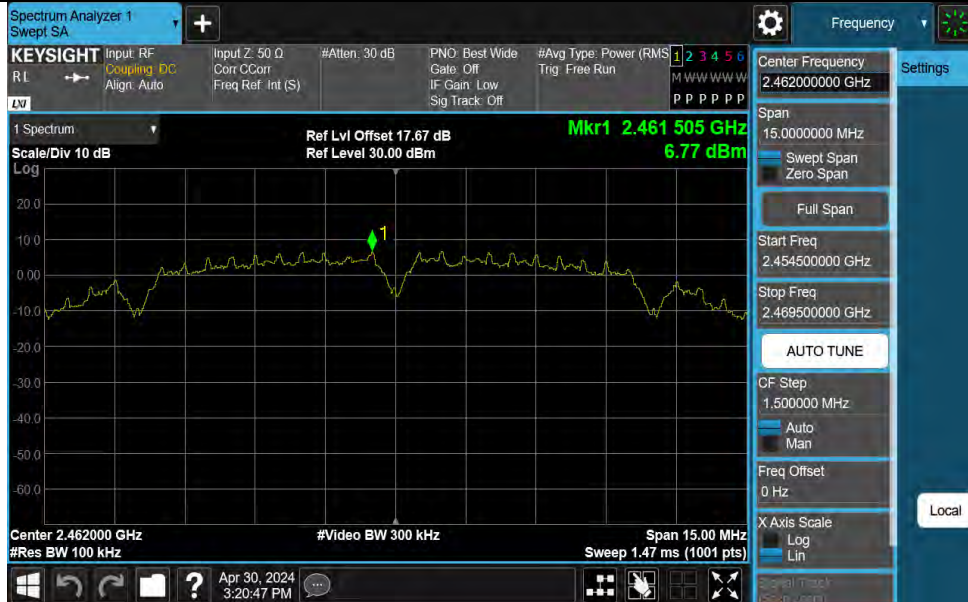 Spectrum Analyzer 1
Swept SA
Frequency
KEYSIGHT
RL
LXI
Input: RF
Coupling: DC
Align: Auto
Input Z: 50 Ω
Corr CCorr
Freq Ref: Int (S)
#Atten: 30 dB
PNO: Best Wide
Gate: Off
IF Gain: Low
Sig Track: Off
#Avg Type: Power (RMS
Trig: Free Run
1 2 3 4 5 6
M W W W W W
P P P P P P
Center Frequency
2.462000000 GHz
Settings
Span
15.0000000 MHz
Swept Span
Zero Span
Full Span
Start Freq
2.454500000 GHz
Stop Freq
2.469500000 GHz
AUTO TUNE
CF Step
1.500000 MHz
Auto
Man
Freq Offset
0 Hz
X Axis Scale
Log
Lin
Local
1 Spectrum
Scale/Div 10 dB
Log
Ref Lvl Offset 17.67 dB
Ref Level 30.00 dBm
Mkr1 2.461 505 GHz
6.77 dBm
1
20.0
10.0
0.00
-10.0
-20.0
-30.0
-40.0
-50.0
-60.0
Center 2.462000 GHz
#Res BW 100 kHz
#Video BW 300 kHz
Span 15.00 MHz
Sweep 1.47 ms (1001 pts)
?
Apr 30, 2024
3:20:47 PM